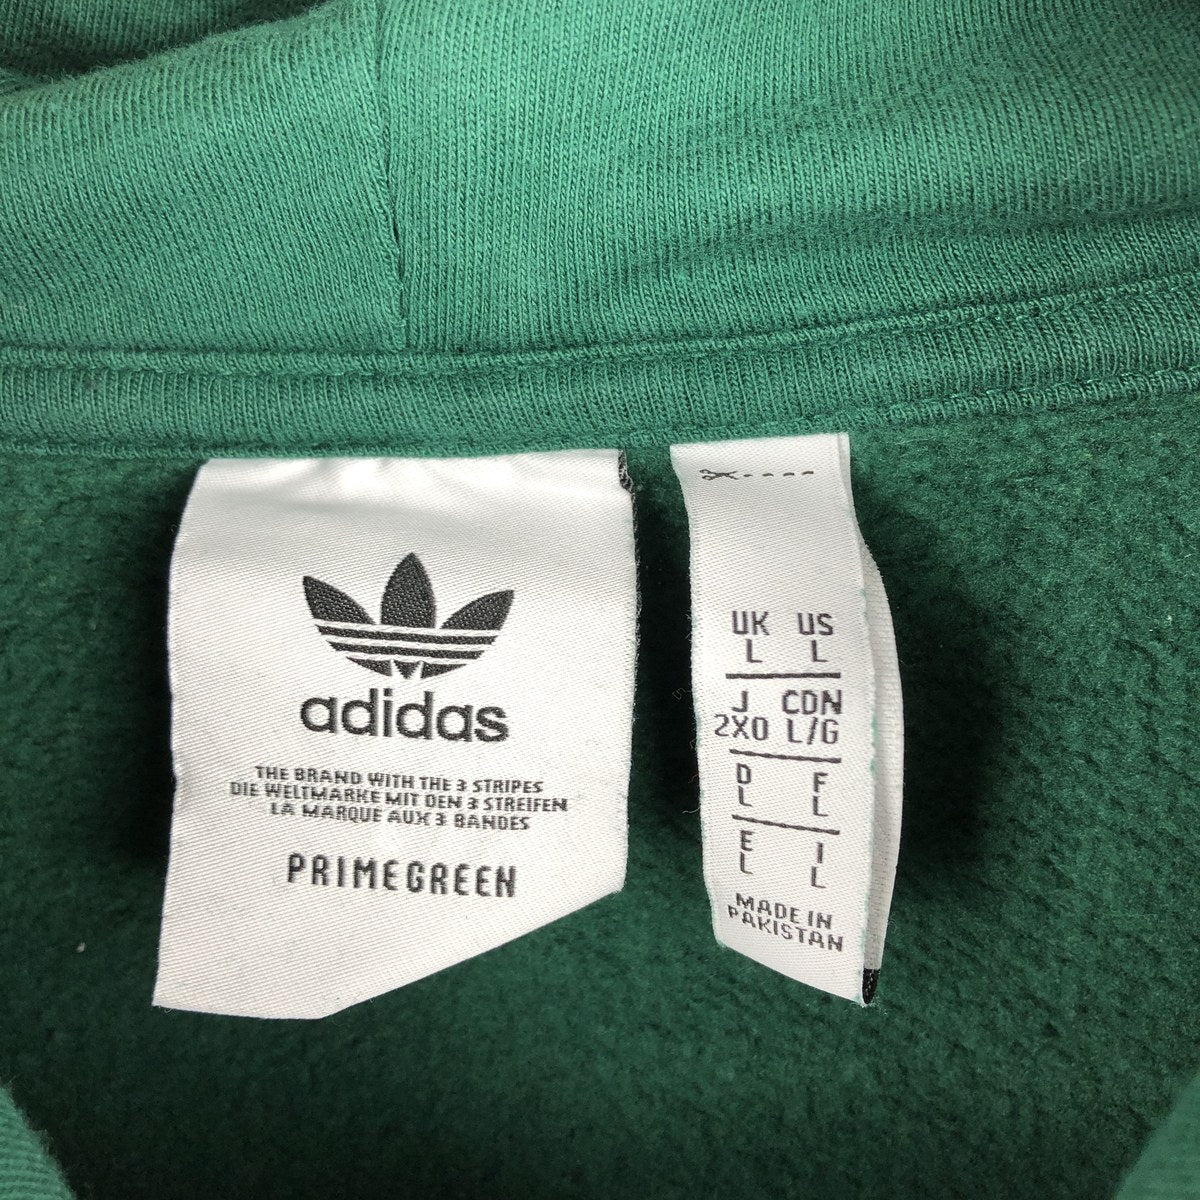 adidas
THE BRAND WITH THE 3 STRIPES
DIE WELTMARKE MIT DEN 3 STREIFEN
LA MARQUE AUX 3 BANDES
PRIMEGREEN
UK US
L L
J CDN
2XO L/G
D F
L L
E I
L L
MADE IN
PAKISTAN